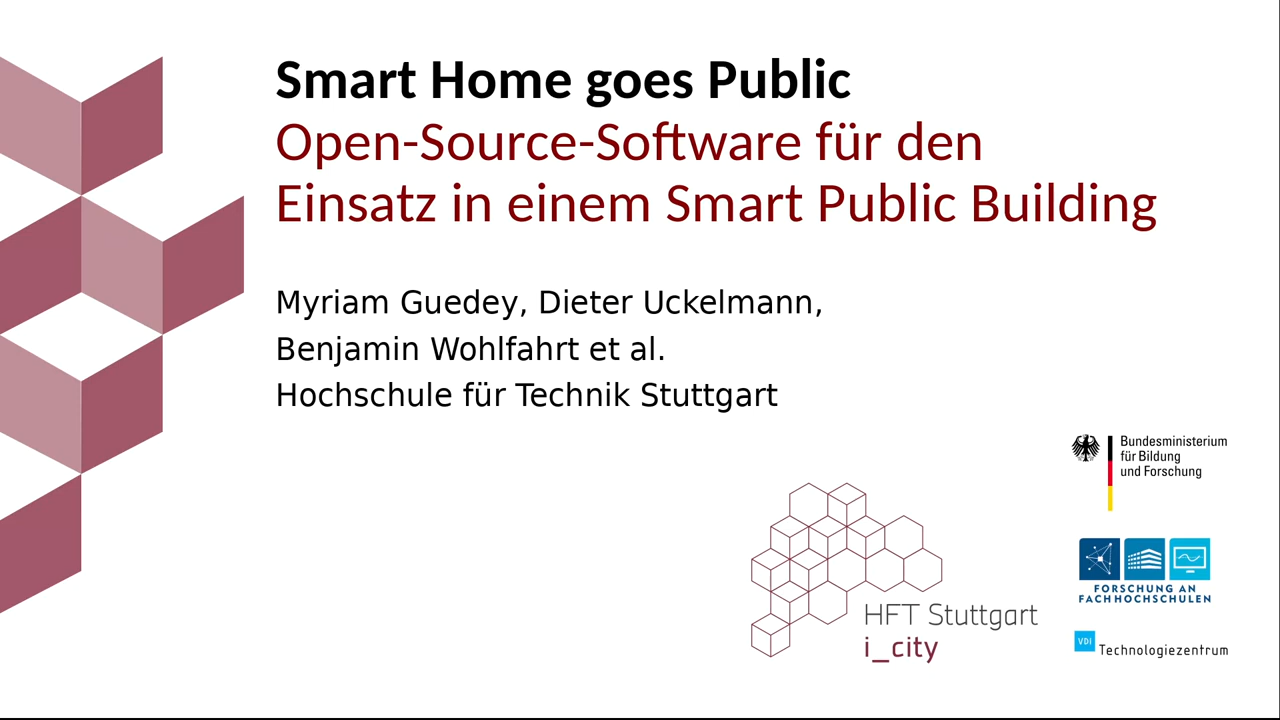 Smart Home goes Public
Open-Source-Software für den
Einsatz in einem Smart Public Building
Myriam Guedey, Dieter Uckelmann,
Benjamin Wohlfahrt et al.
Hochschule für Technik Stuttgart
Bundesministerium
für Bildung
und Forschung
FORSCHUNG AN
FACHHOCHSCHULEN
HFT Stuttgart
i_city
VDI Technologiezentrum